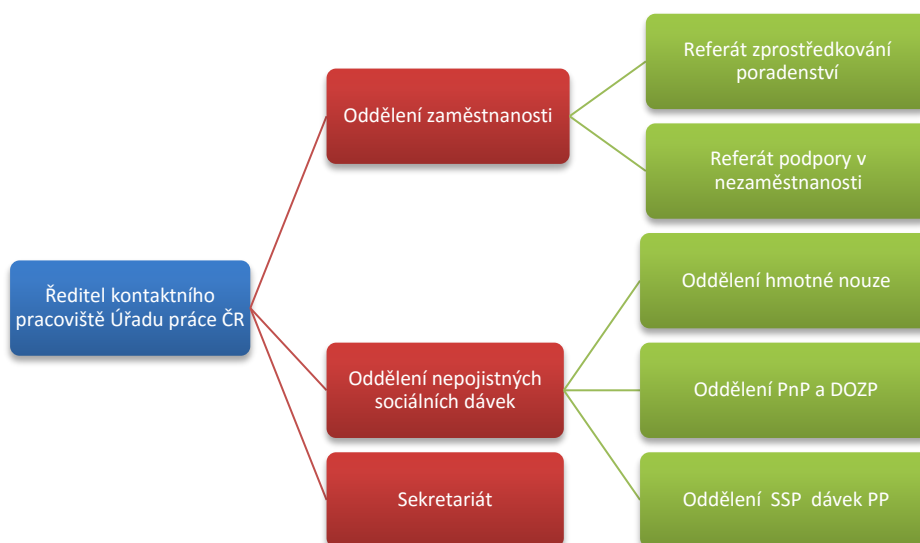 Ředitel kontaktního
pracoviště Úřadu práce ČR
Oddělení zaměstnanosti
Referát zprostředkování
poradenství
Referát podpory v
nezaměstnanosti
Oddělení nepojistných
sociálních dávek
Oddělení hmotné nouze
Oddělení PnP a DOZP
Oddělení SSP dávek PP
Sekretariát